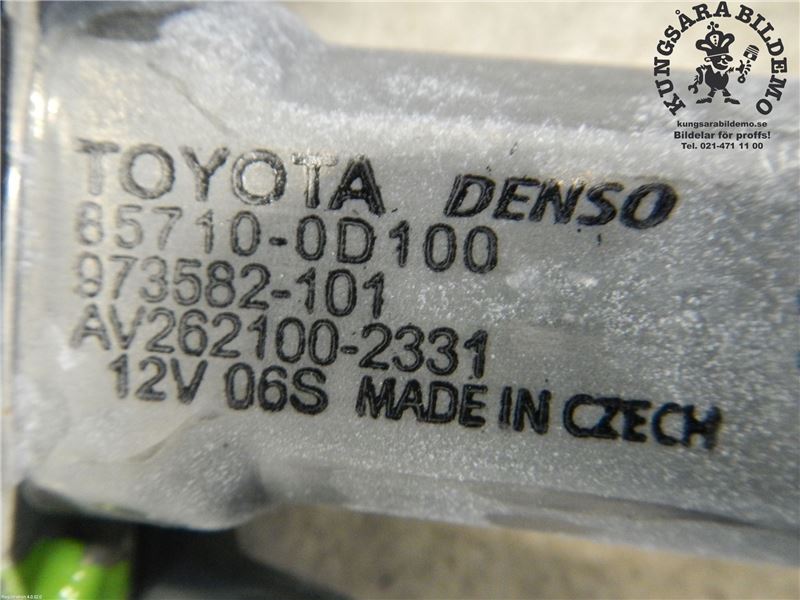 KUNGSÅRA BILDEMO
kungsarabildemo.se
Bildelar för proffs!
Tel. 021-471 11 00
TOYOTA DENSO
85710-0D100
973582-101
AV262100-2331
12V 06S MADE IN CZECH